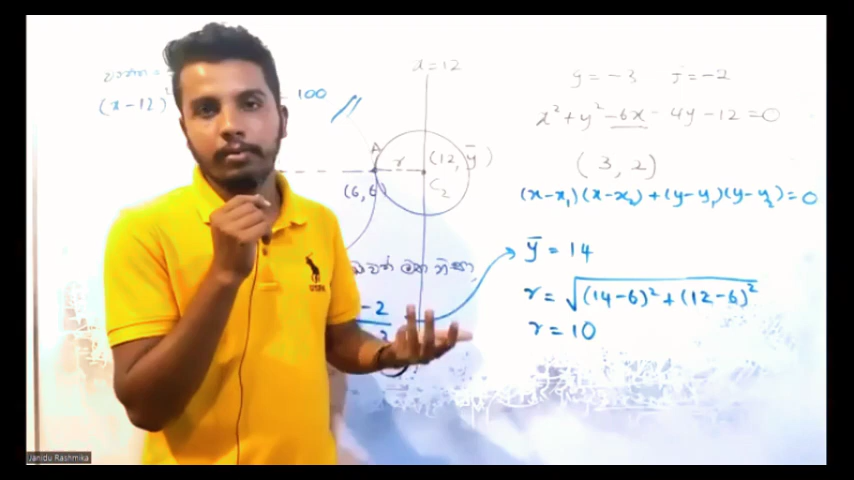 (x-12)
100
x = 12
A
r
(12, ȳ)
C₂
(6,6)
-2
g = -3
x² + y² - 6x - 4y - 12 = 0
(3, 2)
(x-x₁)(x-x₂) + (y-y₁)(y-y₂) = 0
ȳ = 14
r = √(14-6)² + (12-6)²
r = 10
Janidu Rashmika